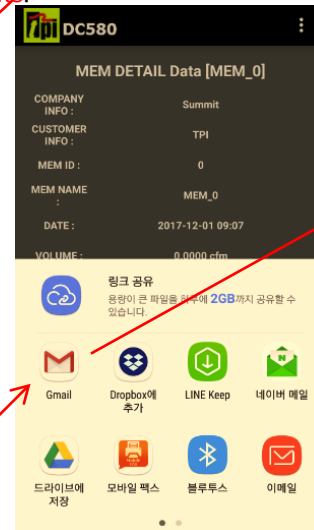 TPI DC580
MEM DETAIL Data [MEM_0]
COMPANY INFO : Summit
CUSTOMER INFO : TPI
MEM ID : 0
MEM NAME : MEM_0
DATE : 2017-12-01 09:07
VOLUME : 0.0000 cfm
링크 공유
용량이 큰 파일을 하루에 2GB까지 공유할 수
있습니다.
Gmail
Dropbox에
추가
LINE Keep
N
네이버 메일
드라이브에
저장
Mobile
FAX
모바일 팩스
블루투스
이메일